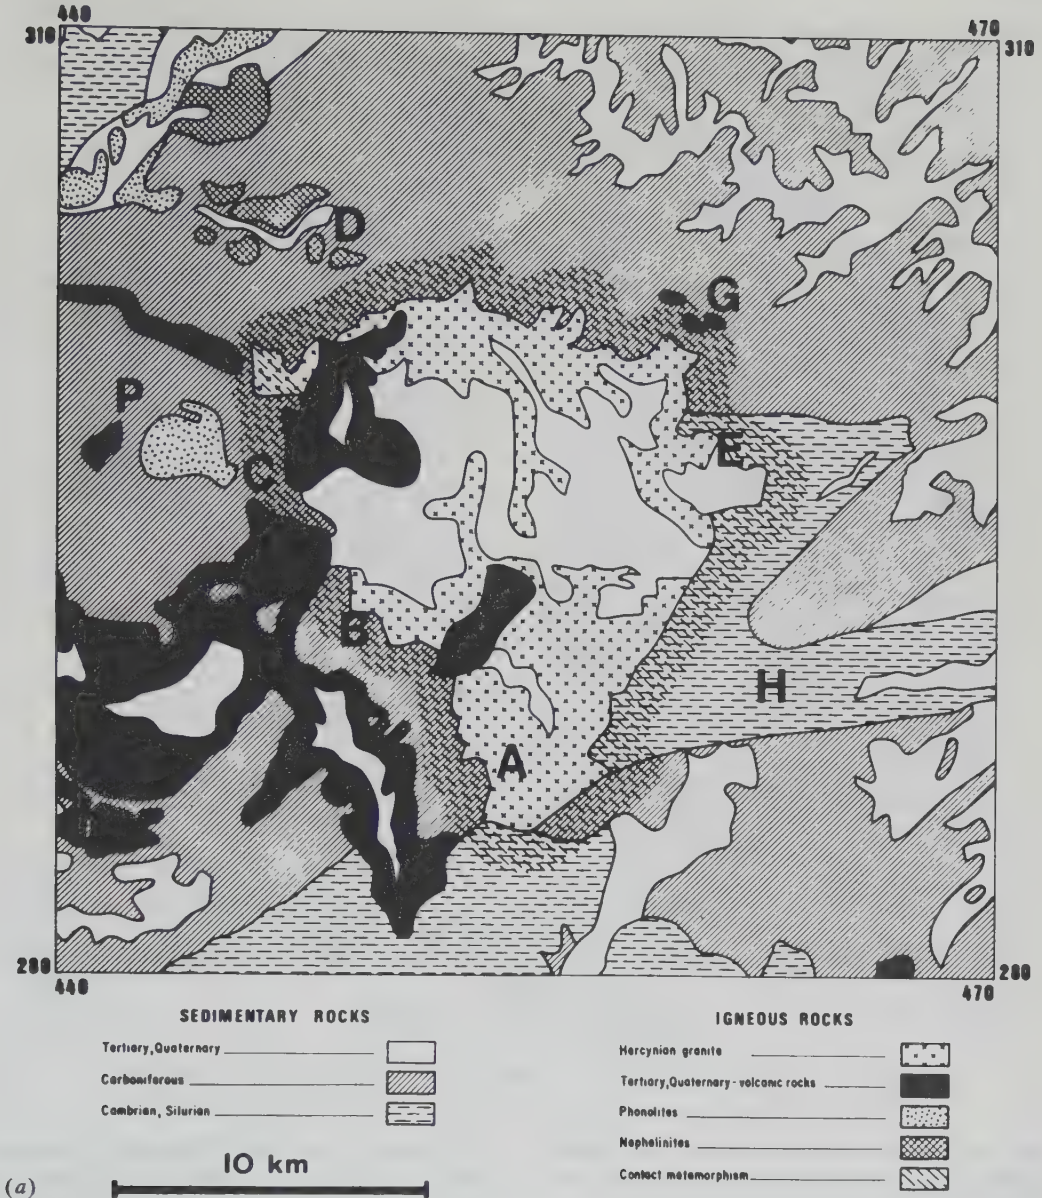 440
470
310
310
D
G
P
E
C
B
H
A
280
280
440
470
SEDIMENTARY ROCKS
Tertiary, Quaternary
Carboniferous
Cambrian, Silurian
IGNEOUS ROCKS
Hercynian granite
Tertiary, Quaternary - volcanic rocks
Phonolites
Nephelinites
Contact metamorphism
10 km
(a)